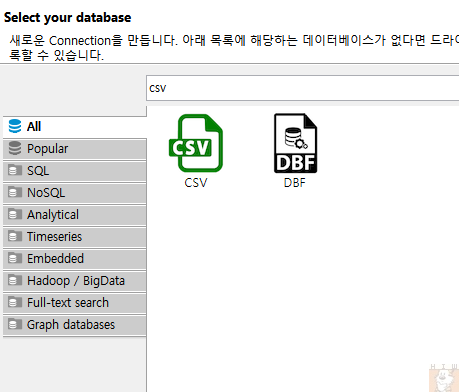 Select your database
새로운 Connection을 만듭니다. 아래 목록에 해당하는 데이터베이스가 없다면 드라이
록할 수 있습니다.
csv
All
Popular
SQL
NoSQL
Analytical
Timeseries
Embedded
Hadoop / BigData
Full-text search
Graph databases
CSV
CSV
DBF
DBF